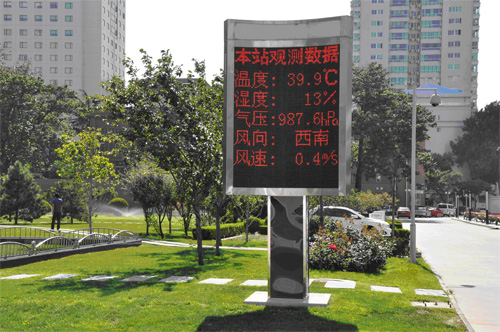 本站观测数据
温度: 39.9℃
湿度: 13%
气压:987.6hPa
风向: 西南
风速: 0.4m/s